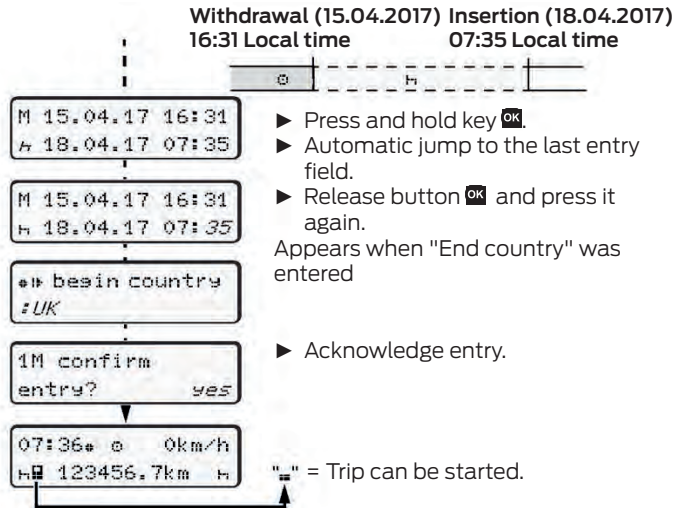 Withdrawal (15.04.2017) Insertion (18.04.2017)
16:31 Local time 07:35 Local time
M 15.04.17 16:31
18.04.17 07:35
► Press and hold key OK.
► Automatic jump to the last entry
field.
► Release button OK and press it
again.
M 15.04.17 16:31
18.04.17 07:35
Appears when "End country" was
entered
begin country
:UK
1M confirm
entry? yes
► Acknowledge entry.
07:36 0km/h
123456.7km
" " = Trip can be started.